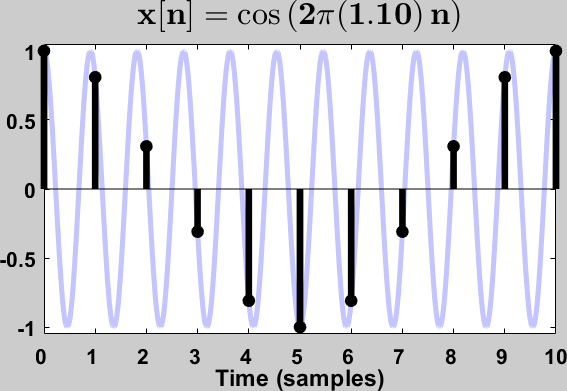 x[n] = cos (2π(1.10) n)
1
0.5
0
-0.5
-1
0 1 2 3 4 5 6 7 8 9 10
Time (samples)